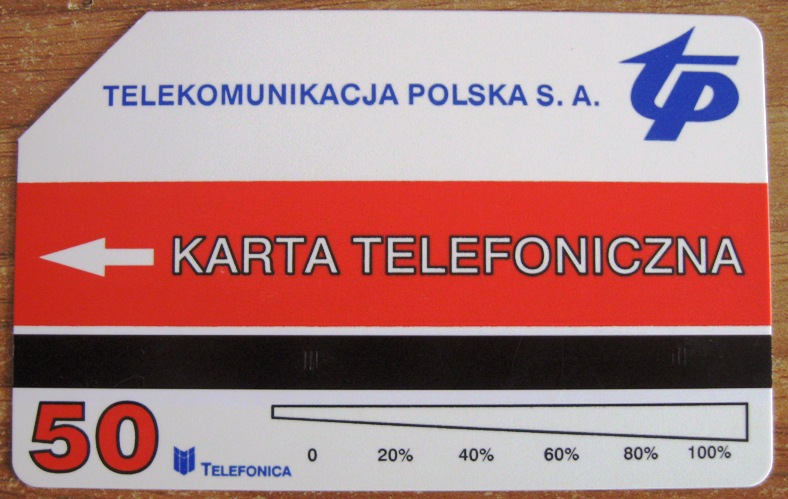 TELEKOMUNIKACJA POLSKA S. A.
tp
KARTA TELEFONICZNA
50
TELEFONICA
0 20% 40% 60% 80% 100%